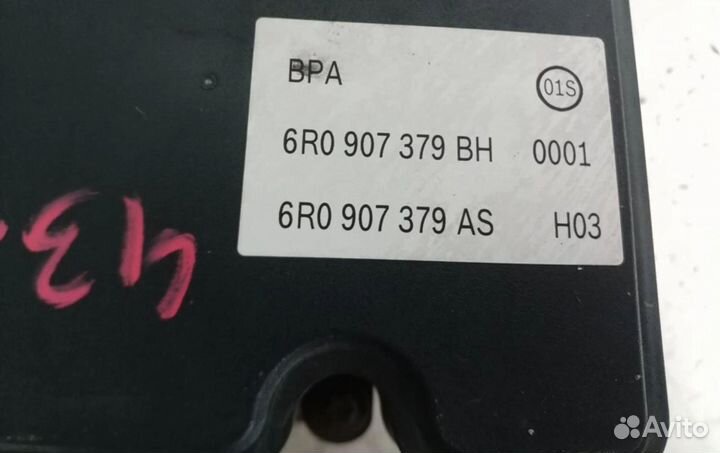 BPA 01S
6R0 907 379 BH 0001
6R0 907 379 AS H03
Avito